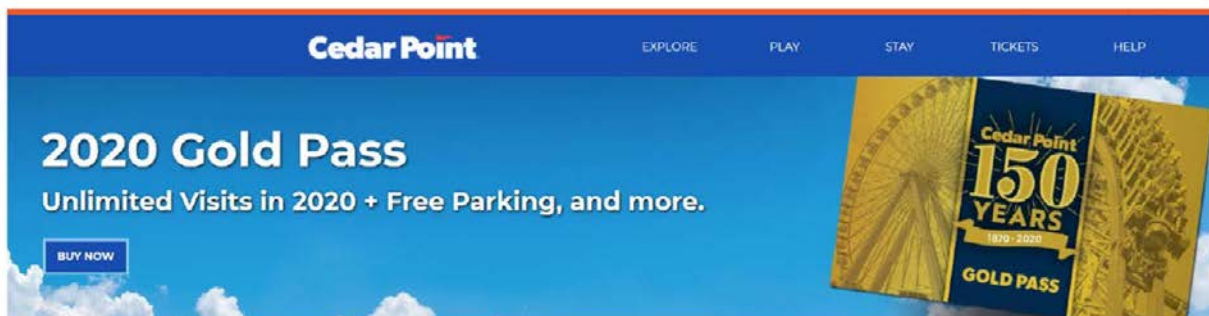 Cedar Point
EXPLORE
PLAY
STAY
TICKETS
HELP
2020 Gold Pass
Unlimited Visits in 2020 + Free Parking, and more.
BUY NOW
Cedar Point
150
YEARS
1870 - 2020
GOLD PASS